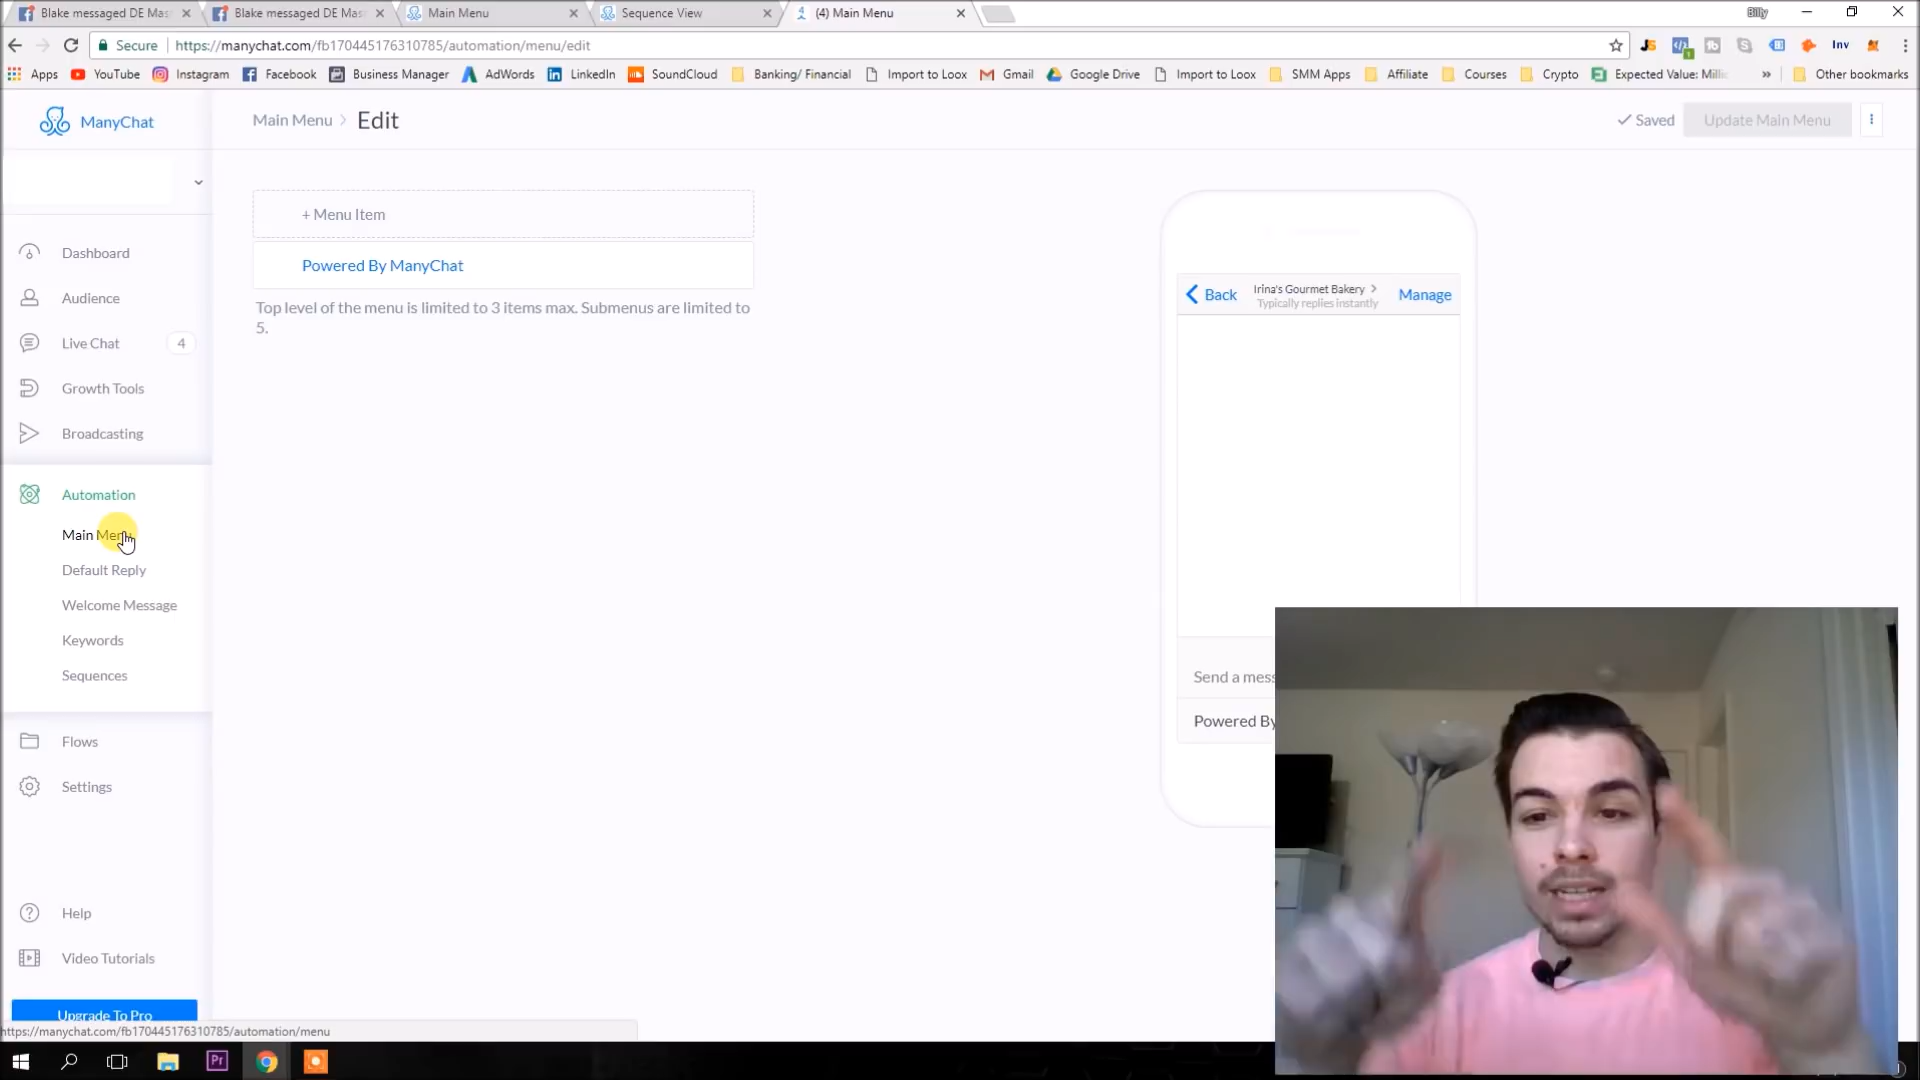 Blake messaged DE Mas
Blake messaged DE Mas
Main Menu
Sequence View
(4) Main Menu
Billy
Secure
https://manychat.com/fb170445176310785/automation/menu/edit
Inv
Apps
YouTube
Instagram
Facebook
Business Manager
AdWords
LinkedIn
SoundCloud
Banking/ Financial
Import to Loox
Gmail
Google Drive
Import to Loox
SMM Apps
Affiliate
Courses
Crypto
Expected Value: Milli
»
Other bookmarks
ManyChat
Main Menu > Edit
Saved
Update Main Menu
+ Menu Item
Powered By ManyChat
Top level of the menu is limited to 3 items max. Submenus are limited to
5.
Dashboard
Audience
Live Chat 4
Growth Tools
Broadcasting
Automation
Main Menu
Default Reply
Welcome Message
Keywords
Sequences
Flows
Settings
Help
Video Tutorials
Upgrade To Pro
https://manychat.com/fb170445176310785/automation/menu
Back
Irina's Gourmet Bakery >
Typically replies instantly
Manage
Send a mess
Powered By
Pr